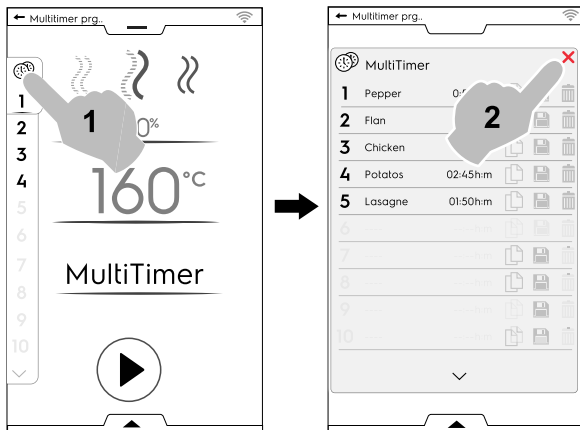 Multitimer prg..
1
2
3
4
5
6
7
8
9
10
1
0%
160°C
MultiTimer
Multitimer prg..
MultiTimer
1 Pepper
2 Flan
3 Chicken
4 Potatos 02:45h:m
5 Lasagne 01:50h:m
6
7
8
9
10
2